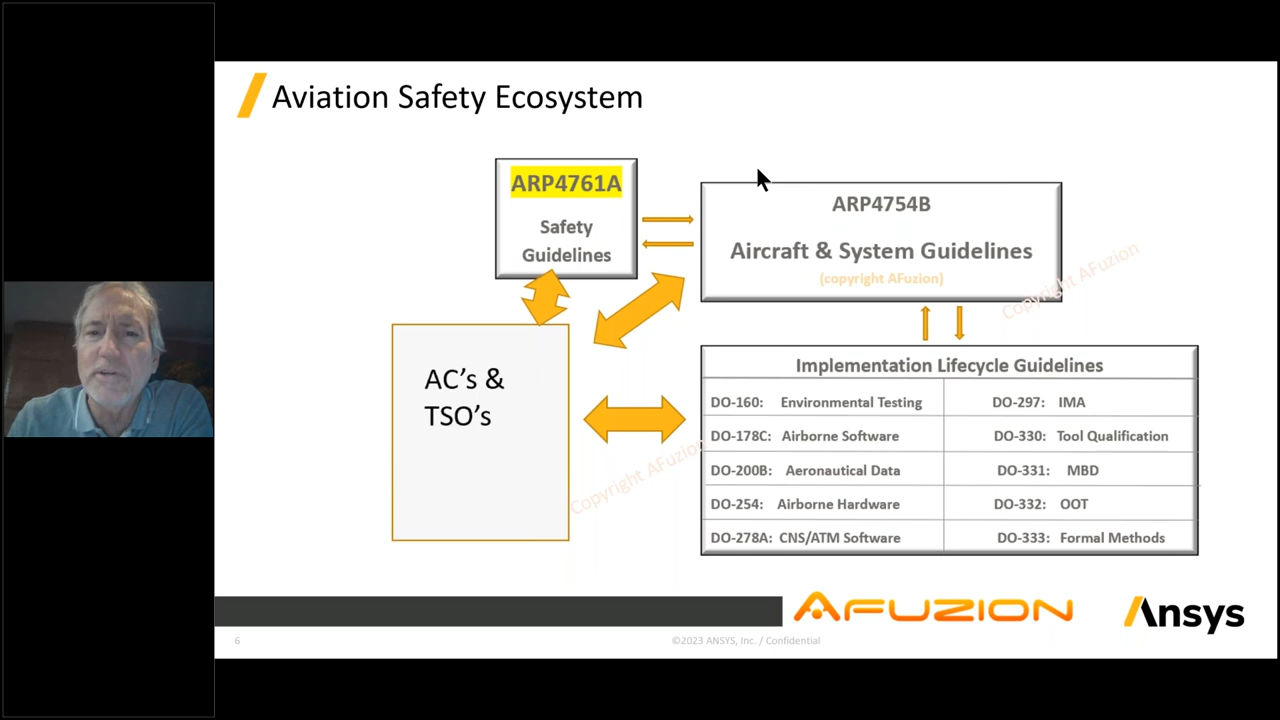 Aviation Safety Ecosystem
ARP4761A
Safety
Guidelines
ARP4754B
Aircraft & System Guidelines
(copyright AFuzion)
Copyright AFuzion
AC's &
TSO's
Copyright AFuzion
Implementation Lifecycle Guidelines
DO-160: Environmental Testing
DO-297: IMA
DO-178C: Airborne Software
DO-330: Tool Qualification
DO-200B: Aeronautical Data
DO-331: MBD
DO-254: Airborne Hardware
DO-332: OOT
DO-278A: CNS/ATM Software
DO-333: Formal Methods
AFUZION
Ansys
6
©2023 ANSYS, Inc. / Confidential